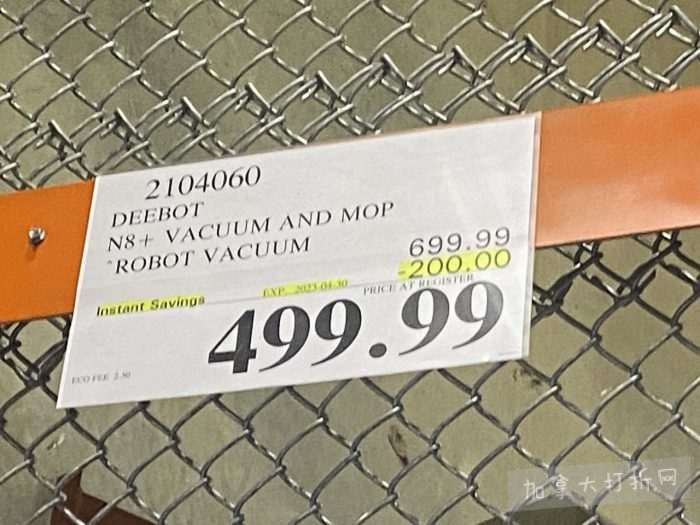 2104060
DEEBOT
N8+ VACUUM AND MOP
^ROBOT VACUUM
699.99
-200.00
Instant Savings EXP. 2023-04-30 PRICE AT REGISTER
499.99
ECO FEE 2.50
加拿大打折网